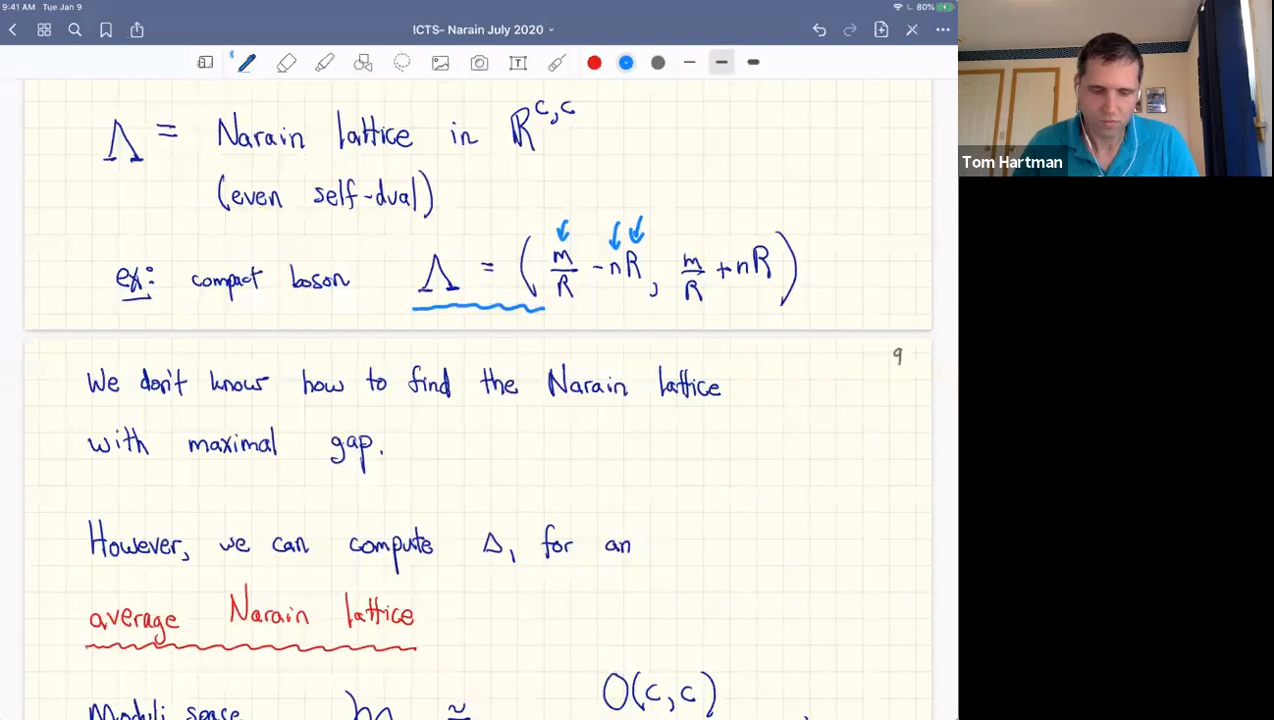 9:41 AM Tue Jan 9
80%
ICTS- Narain July 2020
Λ = Narain lattice in ℝ^{c,c}
(even self-dual)
ex: compact boson Λ = (m/R - nR, m/R + nR)
9
We don't know how to find the Narain lattice
with maximal gap.
However, we can compute Δ₁ for an
average Narain lattice
O(c,c)
Moduli space M ≅
Tom Hartman